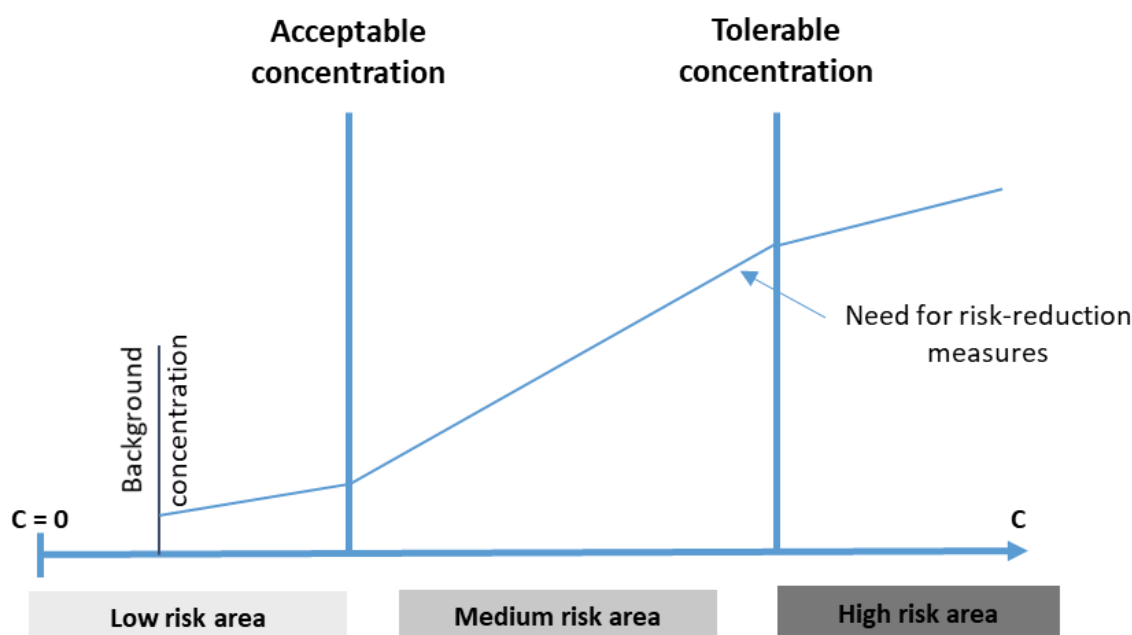 Acceptable
concentration
Tolerable
concentration
Need for risk-reduction
measures
Background
concentration
C = 0
C
Low risk area
Medium risk area
High risk area